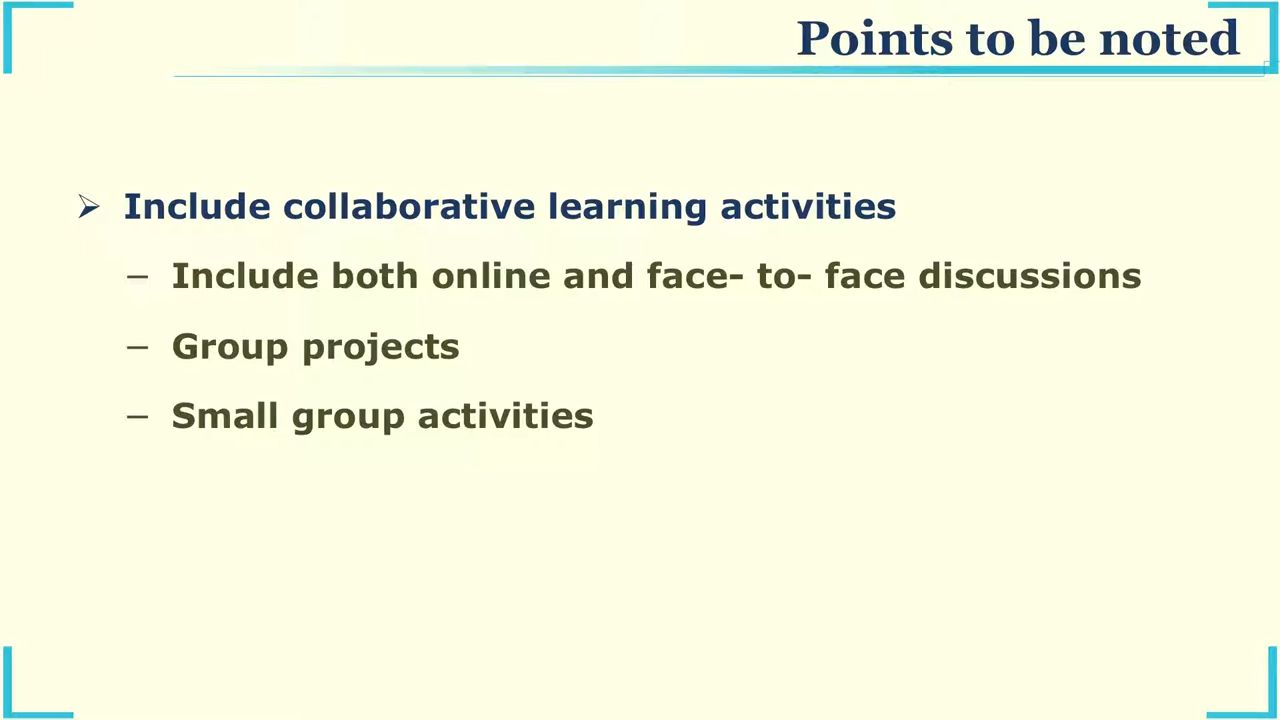 Points to be noted
➢ Include collaborative learning activities
– Include both online and face- to- face discussions
– Group projects
– Small group activities